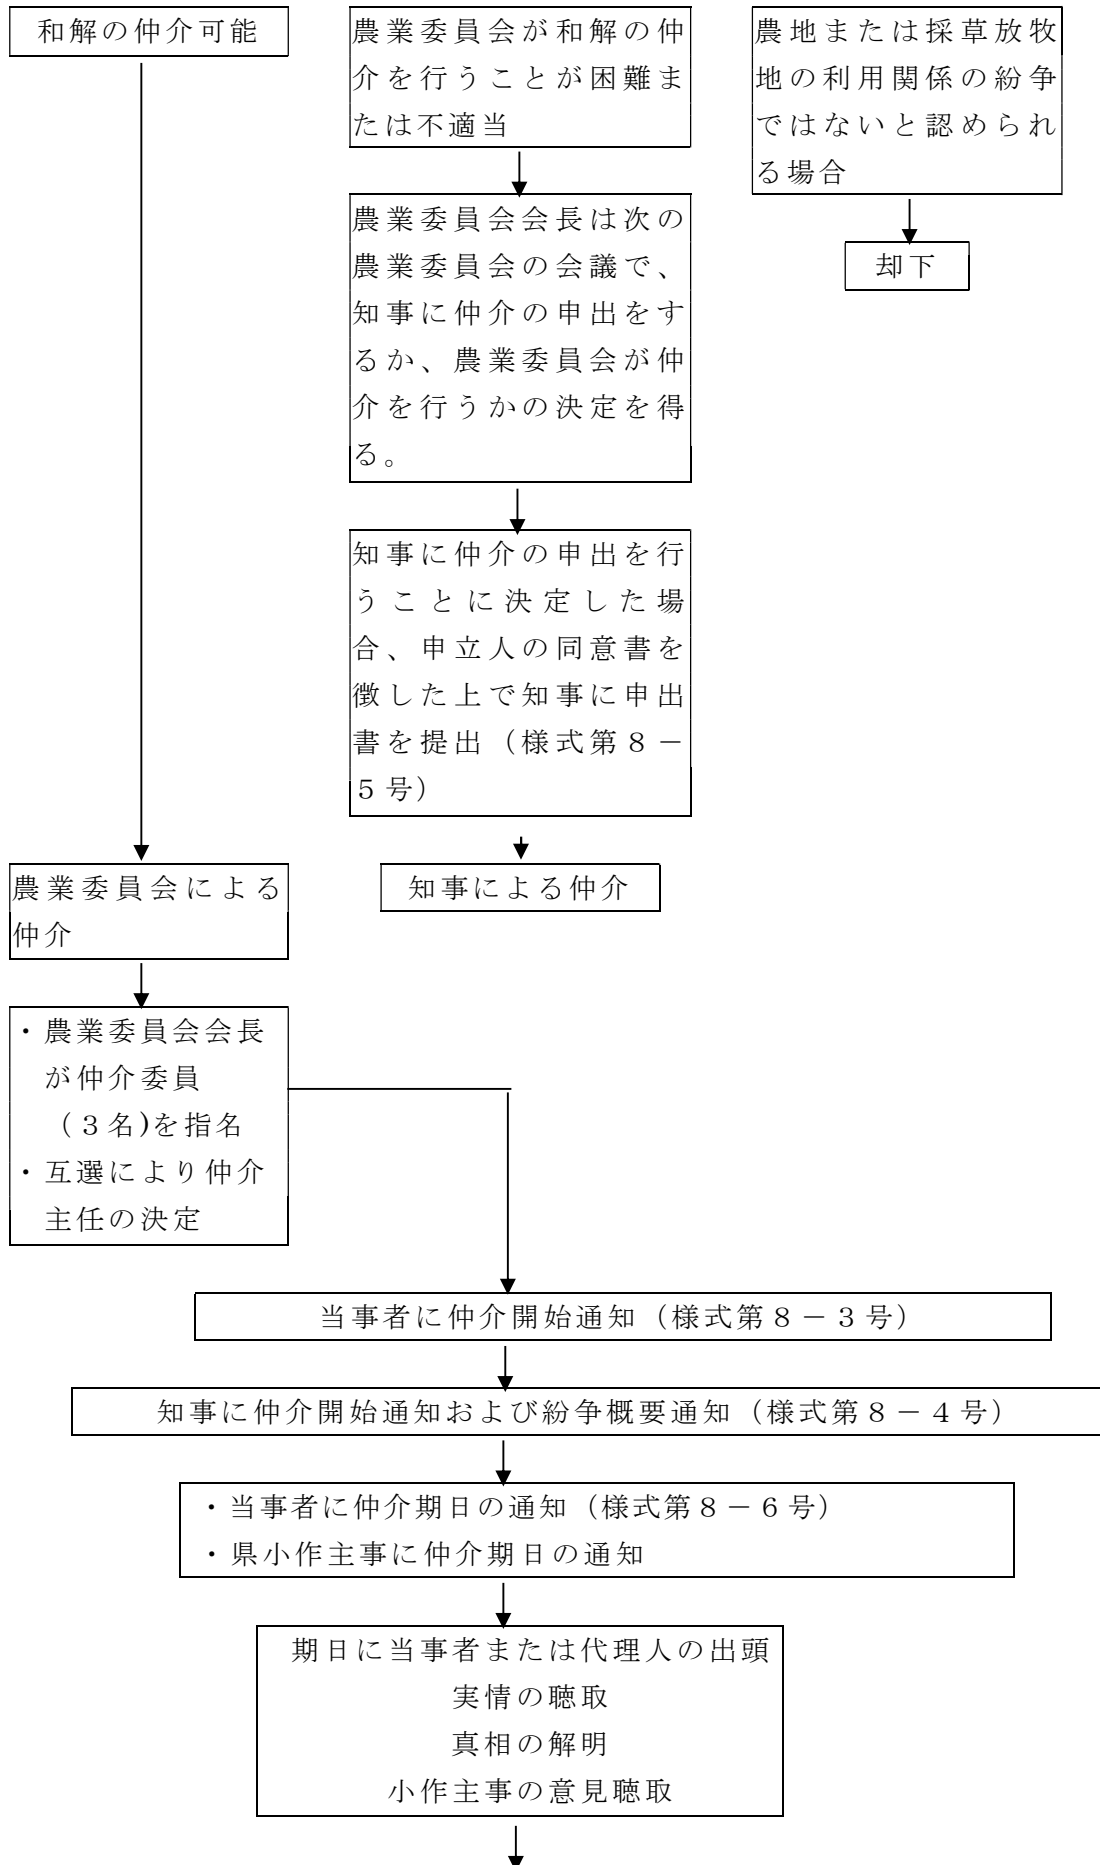 和解の仲介可能
農業委員会が和解の仲
介を行うことが困難ま
たは不適当
農地または採草放牧
地の利用関係の紛争
ではないと認められ
る場合
農業委員会会長は次の
農業委員会の会議で、
知事に仲介の申出をす
るか、農業委員会が仲
介を行うかの決定を得
る。
却下
知事に仲介の申出を行
うことに決定した場
合、申立人の同意書を
徴した上で知事に申出
書を提出（様式第８－
５号）
農業委員会による
仲介
知事による仲介
・農業委員会会長
が仲介委員
（３名)を指名
・互選により仲介
主任の決定
当事者に仲介開始通知（様式第８－３号）
知事に仲介開始通知および紛争概要通知（様式第８－４号）
・当事者に仲介期日の通知（様式第８－６号）
・県小作主事に仲介期日の通知
期日に当事者または代理人の出頭
実情の聴取
真相の解明
小作主事の意見聴取